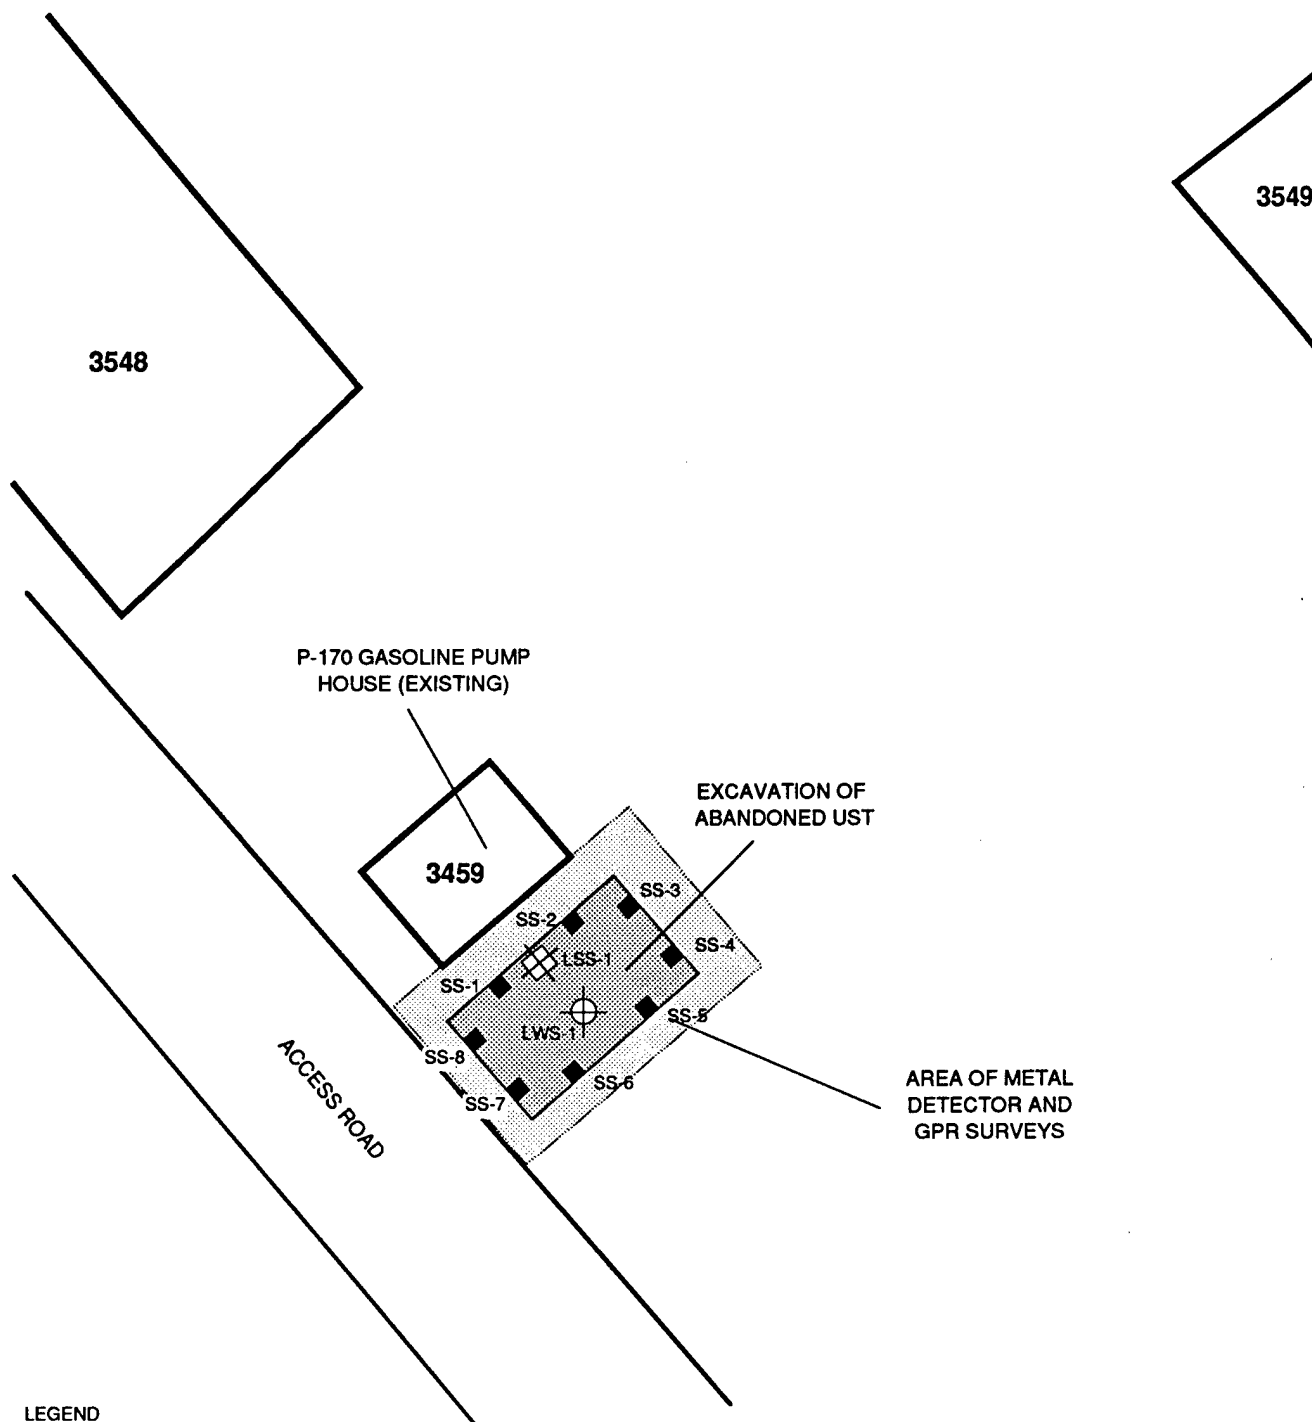 3549
3548
P-170 GASOLINE PUMP
HOUSE (EXISTING)
EXCAVATION OF
ABANDONED UST
3459
SS-3
SS-2
SS-4
LSS-1
SS-1
SS-5
LWS-1
SS-8
SS-6
SS-7
ACCESS ROAD
AREA OF METAL
DETECTOR AND
GPR SURVEYS
LEGEND